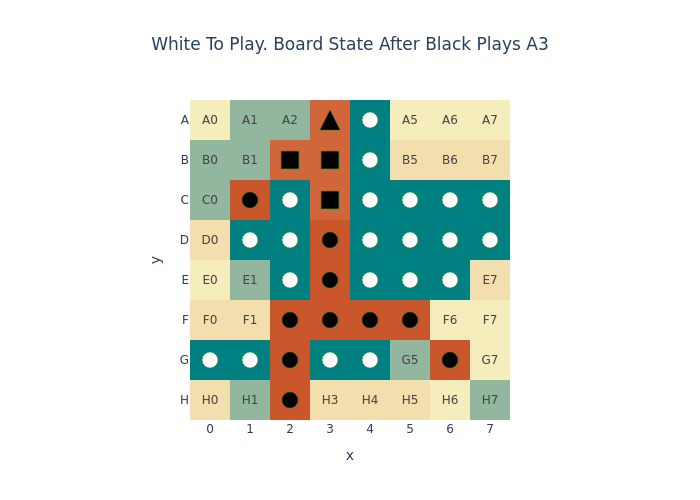 White To Play. Board State After Black Plays A3
A A0 A1 A2 A5 A6 A7
B B0 B1 B5 B6 B7
C C0
D D0
E E0 E1 E7
F F0 F1 F6 F7
G G5 G7
H H0 H1 H3 H4 H5 H6 H7
y
0 1 2 3 4 5 6 7
x